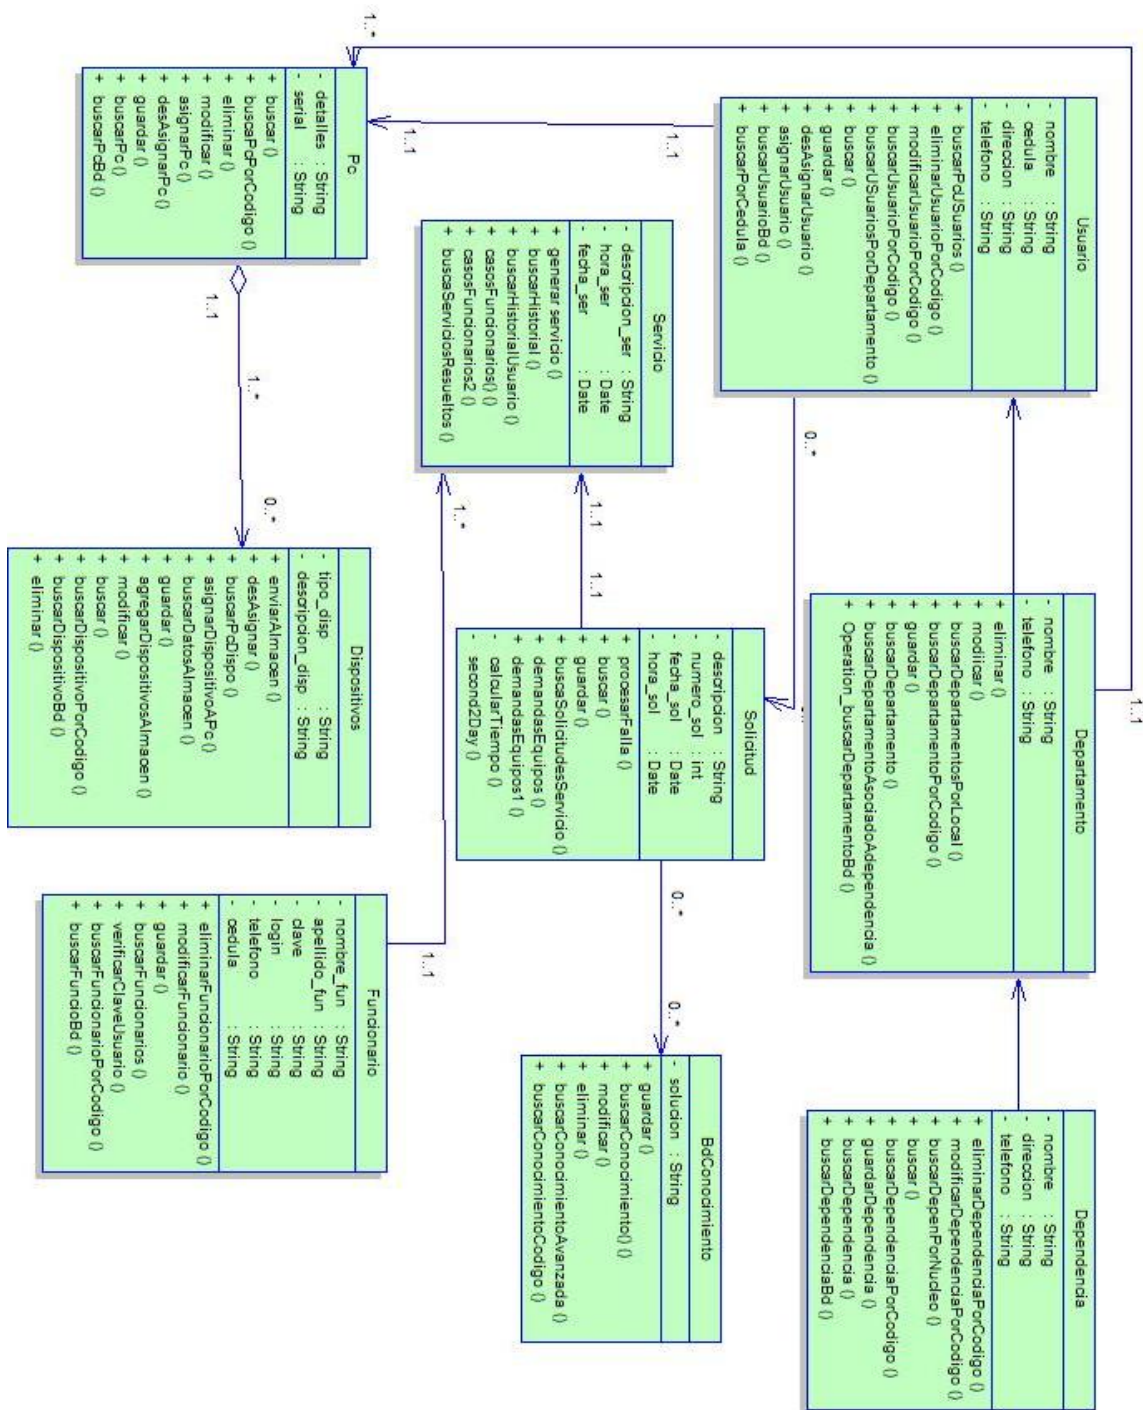 Usuario
- nombre : String
- cedula : String
- direccion : String
- telefono : String
+ buscarPcUSuarios ()
+ eliminarUsuarioPorCodigo ()
+ modificarUsuarioPorCodigo ()
+ buscarUsuarioPorCodigo ()
+ buscarUSuariosPorDepartamento ()
+ buscar ()
+ guardar ()
+ desAsignarUsuario ()
+ asignarUsuario ()
+ buscarUsuarioBd ()
+ buscarPorCedula ()
Departamento
- nombre : String
- telefono : String
+ eliminar ()
+ modiicar ()
+ buscarDepartamentosPorLocal ()
+ buscarDepartamentoPorCodigo ()
+ guardar ()
+ buscarDepartamento ()
+ buscarDepartamentoAsociadoAdependencia ()
+ Operation_buscarDepartamentoBd ()
Dependencia
- nombre : String
- direccion : String
- telefono : String
+ eliminarDependenciaPorCodigo ()
+ modificarDependenciaPorCodigo ()
+ buscarDepenPorNucleo ()
+ buscar ()
+ buscarDependenciaPorCodigo ()
+ guardarDependencia ()
+ buscarDependencia ()
+ buscarDependenciaBd ()
1..1
1..*
1..1
1..1
0..*
Servicio
- descripcion_ser : String
- hora_ser : Date
- fecha_ser : Date
+ generar servicio ()
+ buscarHistorial ()
+ buscarHistorialUsuario ()
+ casosFuncionarios() ()
+ casosFuncionarios2 ()
+ buscaServiciosResueltos ()
1..1
1..1
Solicitud
- descripcion : String
- numero_sol : int
- fecha_sol : Date
- hora_sol : Date
+ procesarFalla ()
+ buscar ()
+ guardar ()
+ buscaSolicitudesServicio ()
+ demandasEquipos ()
+ demandasEquipos1 ()
- calcularTiempo ()
- second2Day ()
0..*
0..*
BdConocimiento
- solucion : String
+ guardar ()
+ buscarConocimiento() ()
+ modificar ()
+ eliminar ()
+ buscarConocimientoAvanzada ()
+ buscarConocimientoCodigo ()
1..*
1..1
Pc
- detalles : String
- serial : String
+ buscar ()
+ buscaPcPorCodigo ()
+ eliminar ()
+ modificar ()
+ asignarPc ()
+ desAsignarPc ()
+ guardar ()
+ buscarPc ()
+ buscarPcBd ()
1..1
1..*
0..*
Dispositivos
- tipo_disp : String
- descripcion_disp : String
+ enviarAlmacen ()
+ desAsignar ()
+ buscarPcDispo ()
+ asignarDispositivoAPc ()
+ buscarDatosAlmacen ()
+ guardar ()
+ agregarDispositivosAlmacen ()
+ modificar ()
+ buscar ()
+ buscarDispositivoPorCodigo ()
+ buscarDispositivoBd ()
+ eliminar ()
Funcionario
- nombre_fun : String
- apellido_fun : String
- clave : String
- login : String
- telefono : String
- cedula : String
+ eliminarFuncionarioPorCodigo ()
+ modificarFuncionario ()
+ guardar ()
+ buscarFuncionarios ()
+ verificarClaveUsuario ()
+ buscarFuncionarioPorCodigo ()
+ buscarFuncioBd ()